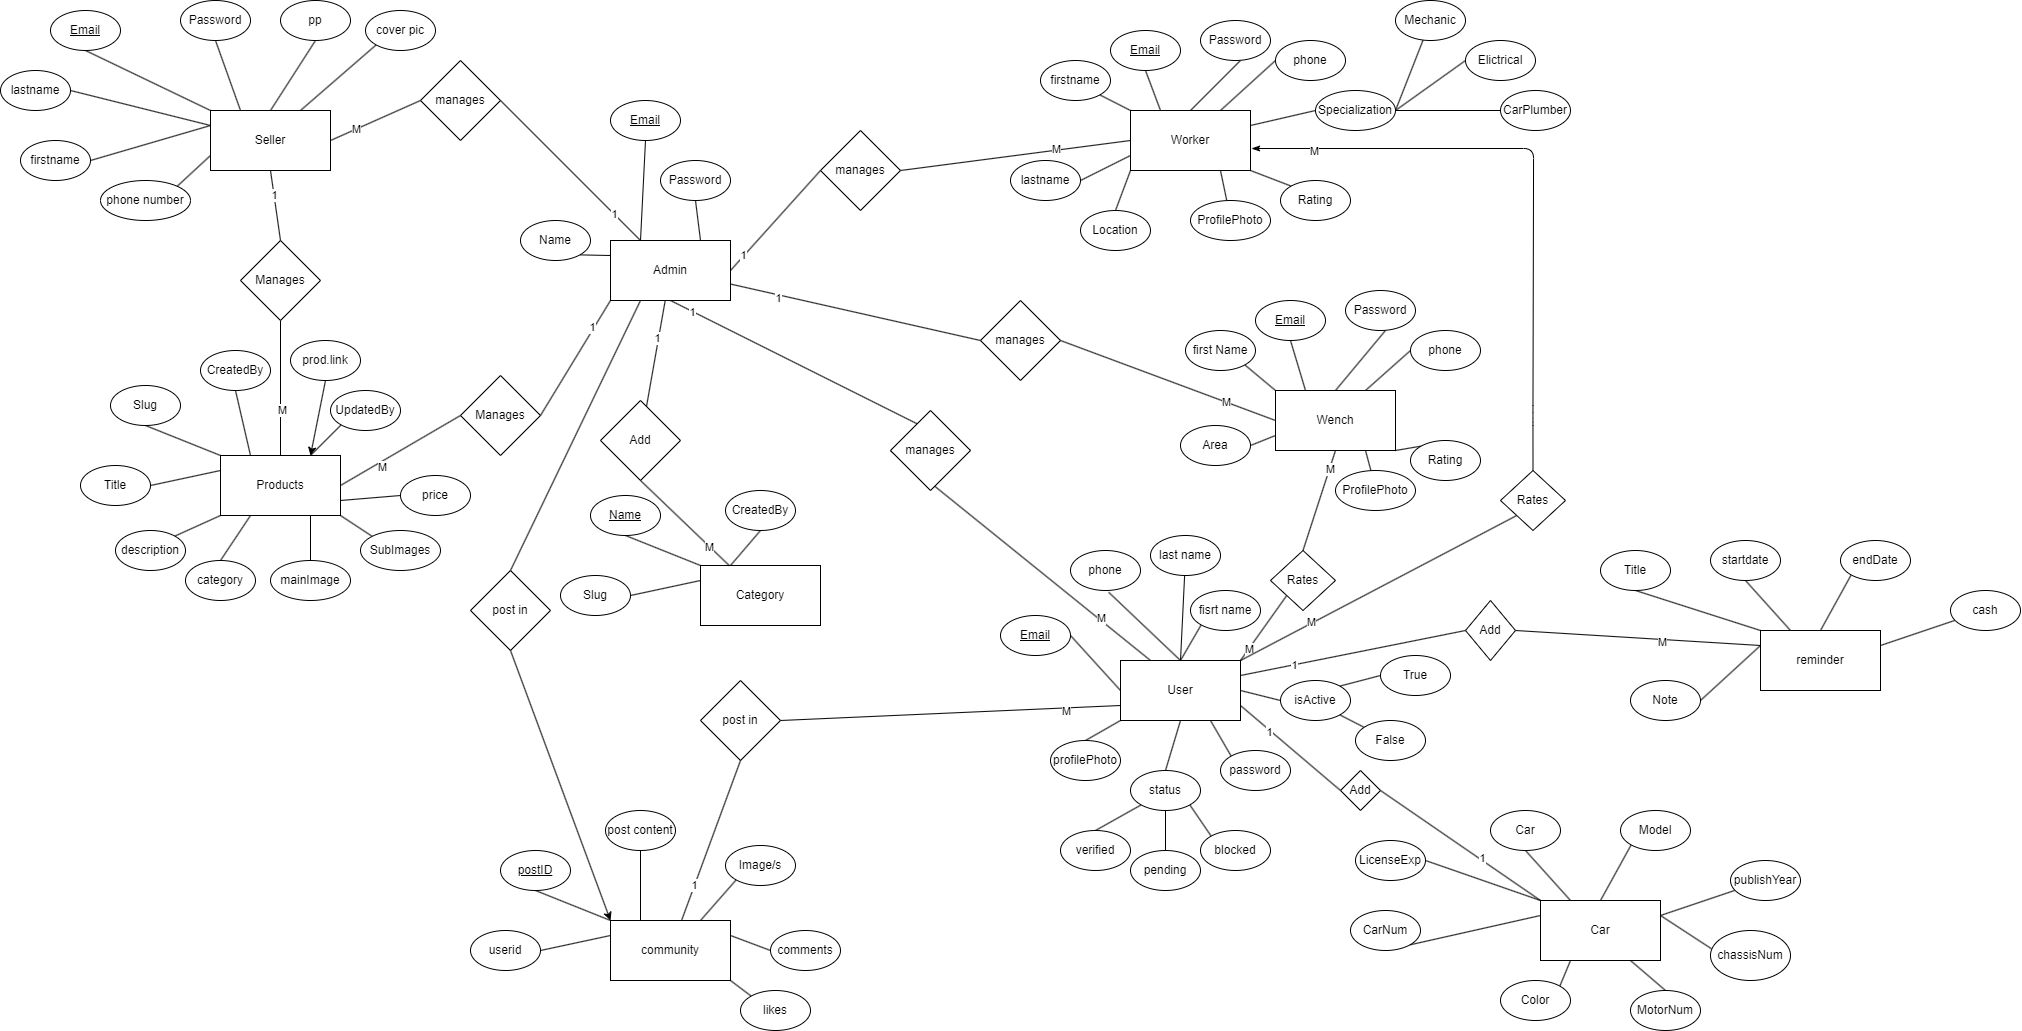 Email
Password
pp
cover pic
lastname
manages
Seller
M
firstname
phone number
1
1
Manages
Email
Password
Name
Admin
manages
1
M
firstname
Email
Password
phone
Mechanic
Elictrical
Specialization
CarPlumber
Worker
M
lastname
Location
ProfilePhoto
Rating
1
manages
M
first Name
Email
Password
phone
Wench
Area
Rating
ProfilePhoto
M
Rates
M
Rates
M
prod.link
CreatedBy
UpdatedBy
Slug
M
Title
Products
price
description
category
mainImage
SubImages
Manages
1
M
1
Add
M
Name
CreatedBy
Slug
Category
1
manages
M
post in
phone
last name
fisrt name
Email
User
isActive
True
False
profilePhoto
status
password
verified
pending
blocked
1
Add
M
Title
startdate
endDate
cash
reminder
Note
1
Add
1
Car
Model
LicenseExp
publishYear
CarNum
Car
chassisNum
Color
MotorNum
post in
M
1
post content
postID
Image/s
userid
community
comments
likes